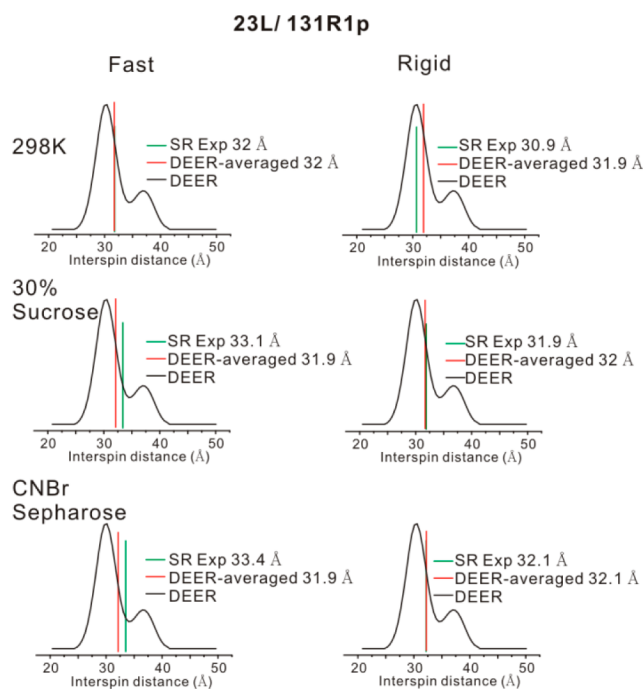 23L/ 131R1p
Fast
Rigid
298K
SR Exp 32 Å
DEER-averaged 32 Å
DEER
20 30 40 50
Interspin distance (Å)
SR Exp 30.9 Å
DEER-averaged 31.9 Å
DEER
20 30 40 50
Interspin distance (Å)
30%
Sucrose
SR Exp 33.1 Å
DEER-averaged 31.9 Å
DEER
20 30 40 50
Interspin distance (Å)
SR Exp 31.9 Å
DEER-averaged 32 Å
DEER
20 30 40 50
Interspin distance (Å)
CNBr
Sepharose
SR Exp 33.4 Å
DEER-averaged 31.9 Å
DEER
20 30 40 50
Interspin distance (Å)
SR Exp 32.1 Å
DEER-averaged 32.1 Å
DEER
20 30 40 50
Interspin distance (Å)